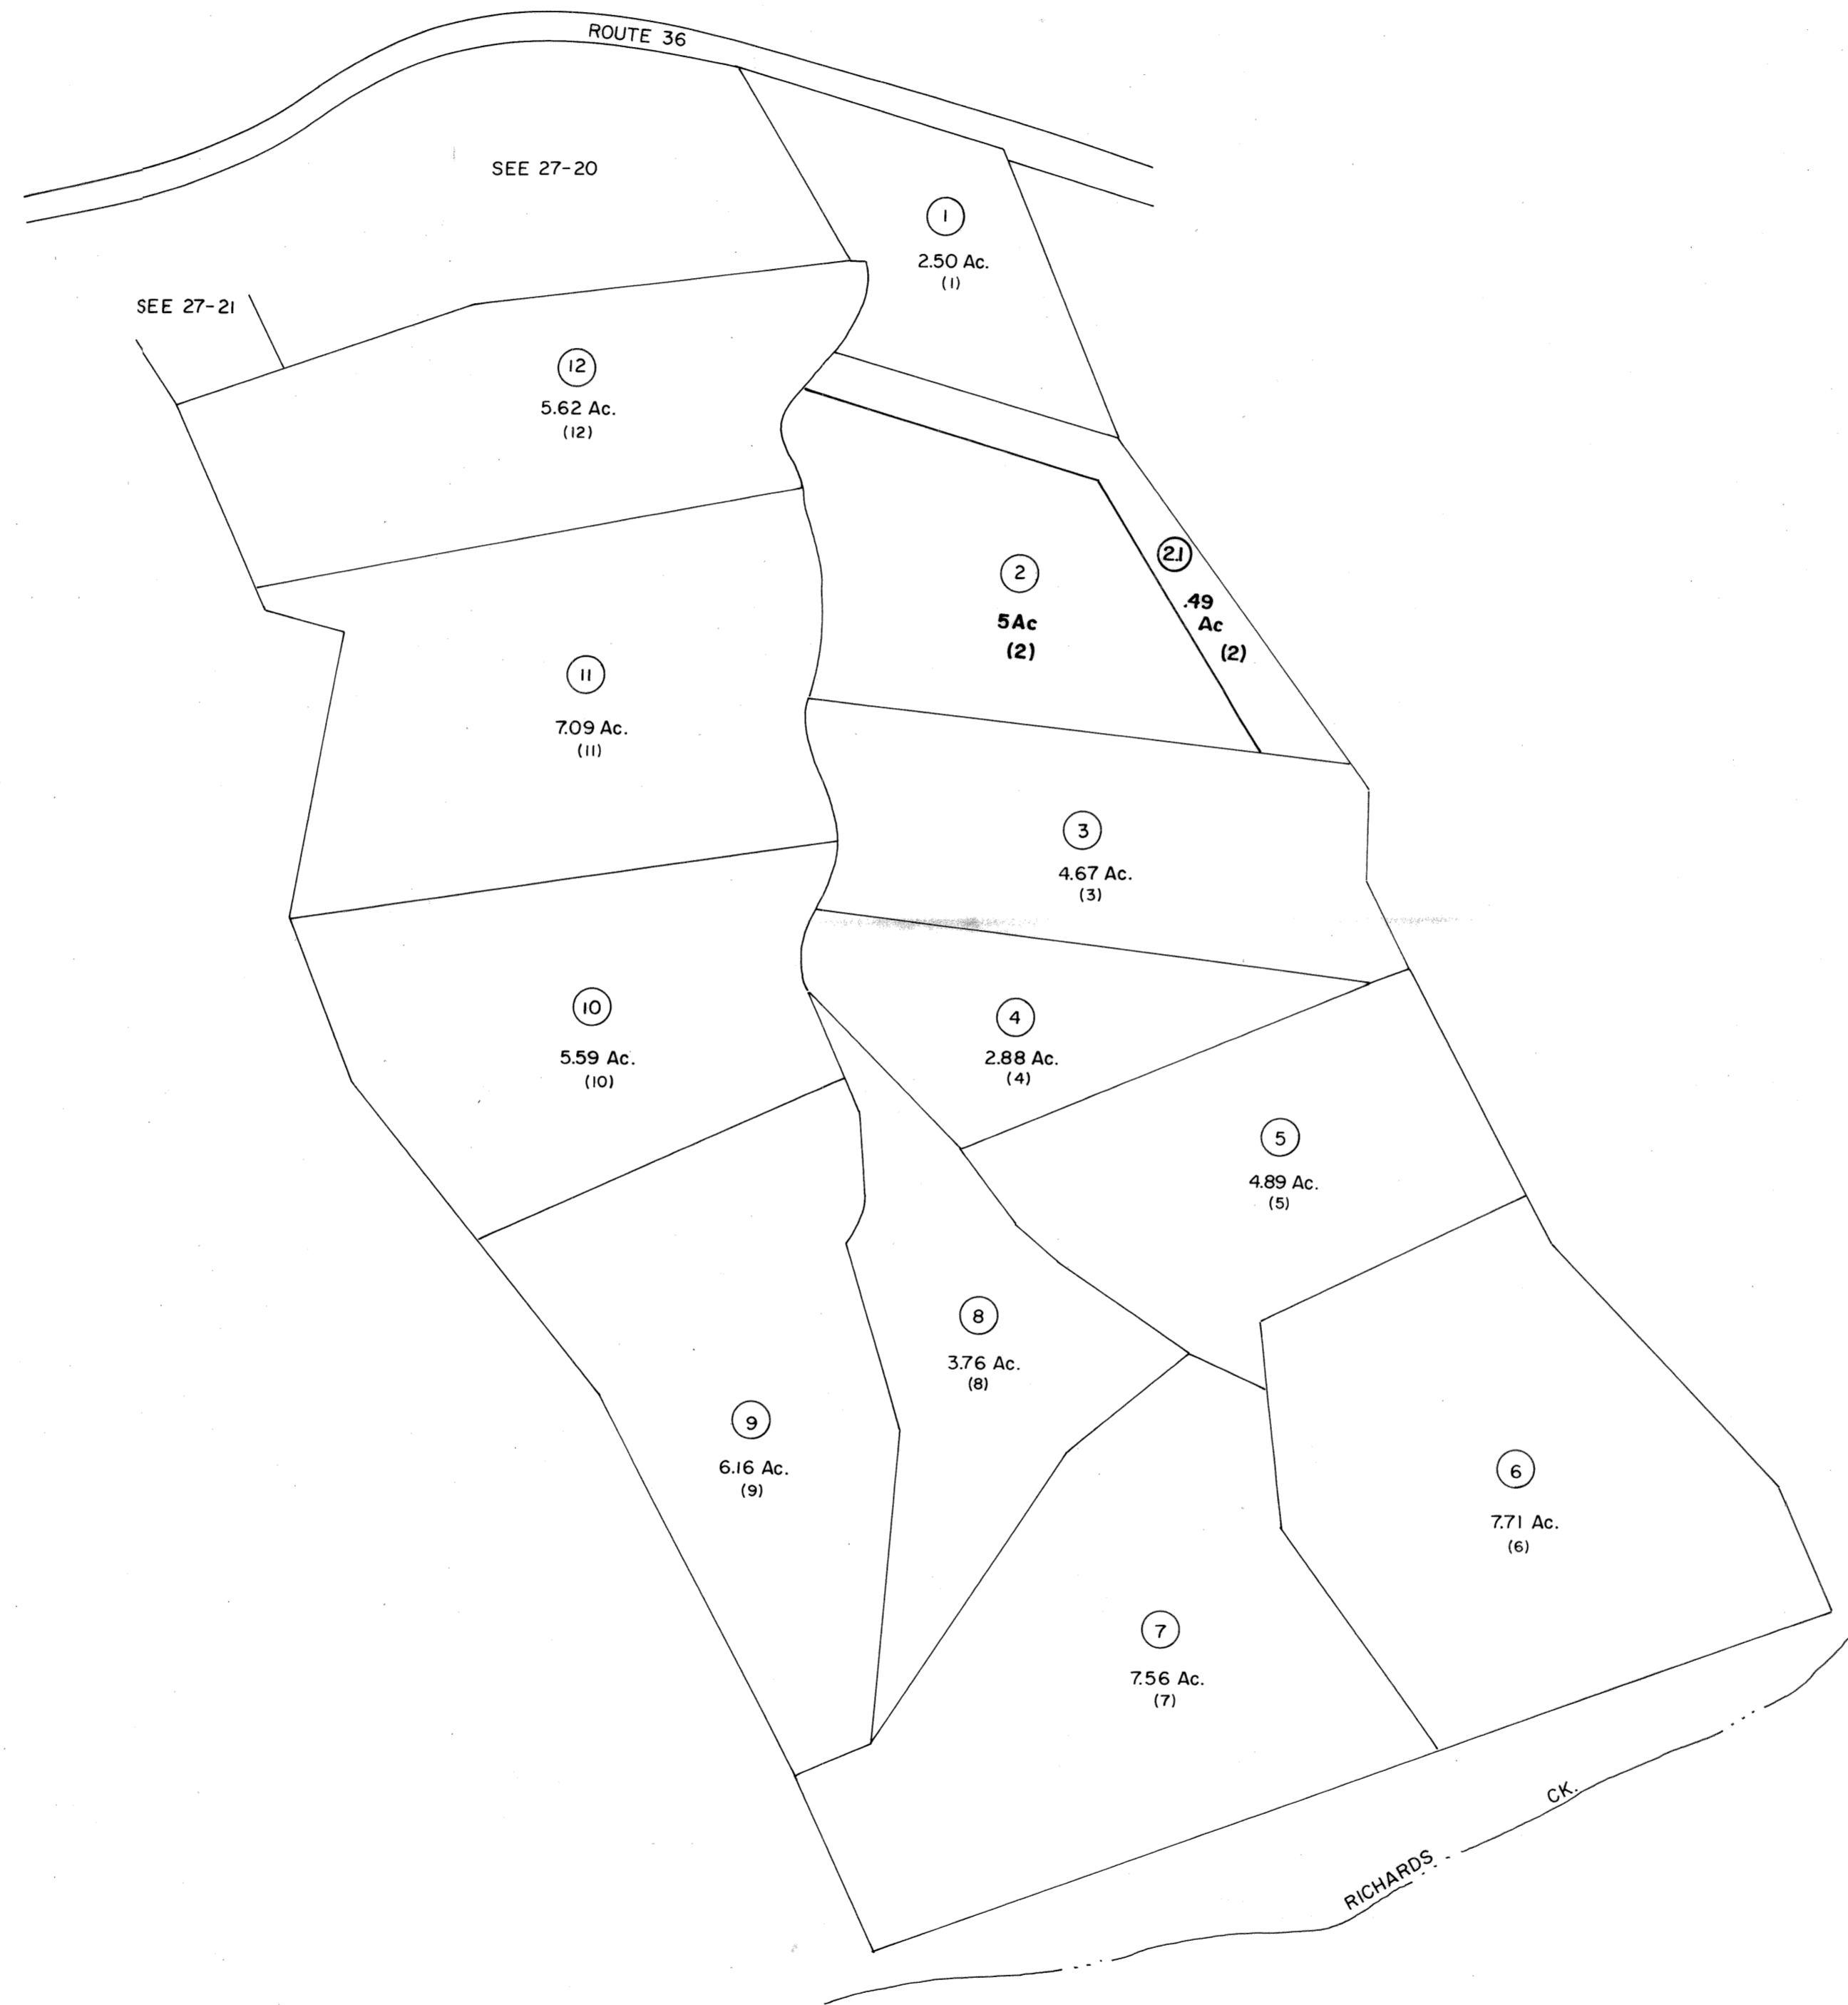 ROUTE 36
SEE 27-20
1
2.50 Ac.
(1)
SEE 27-21
12
5.62 Ac.
(12)
2.1
.49
Ac
(2)
2
5Ac
(2)
11
7.09 Ac.
(11)
3
4.67 Ac.
(3)
10
5.59 Ac.
(10)
4
2.88 Ac.
(4)
5
4.89 Ac.
(5)
8
3.76 Ac.
(8)
9
6.16 Ac.
(9)
6
7.71 Ac.
(6)
7
7.56 Ac.
(7)
RICHARDS CK.